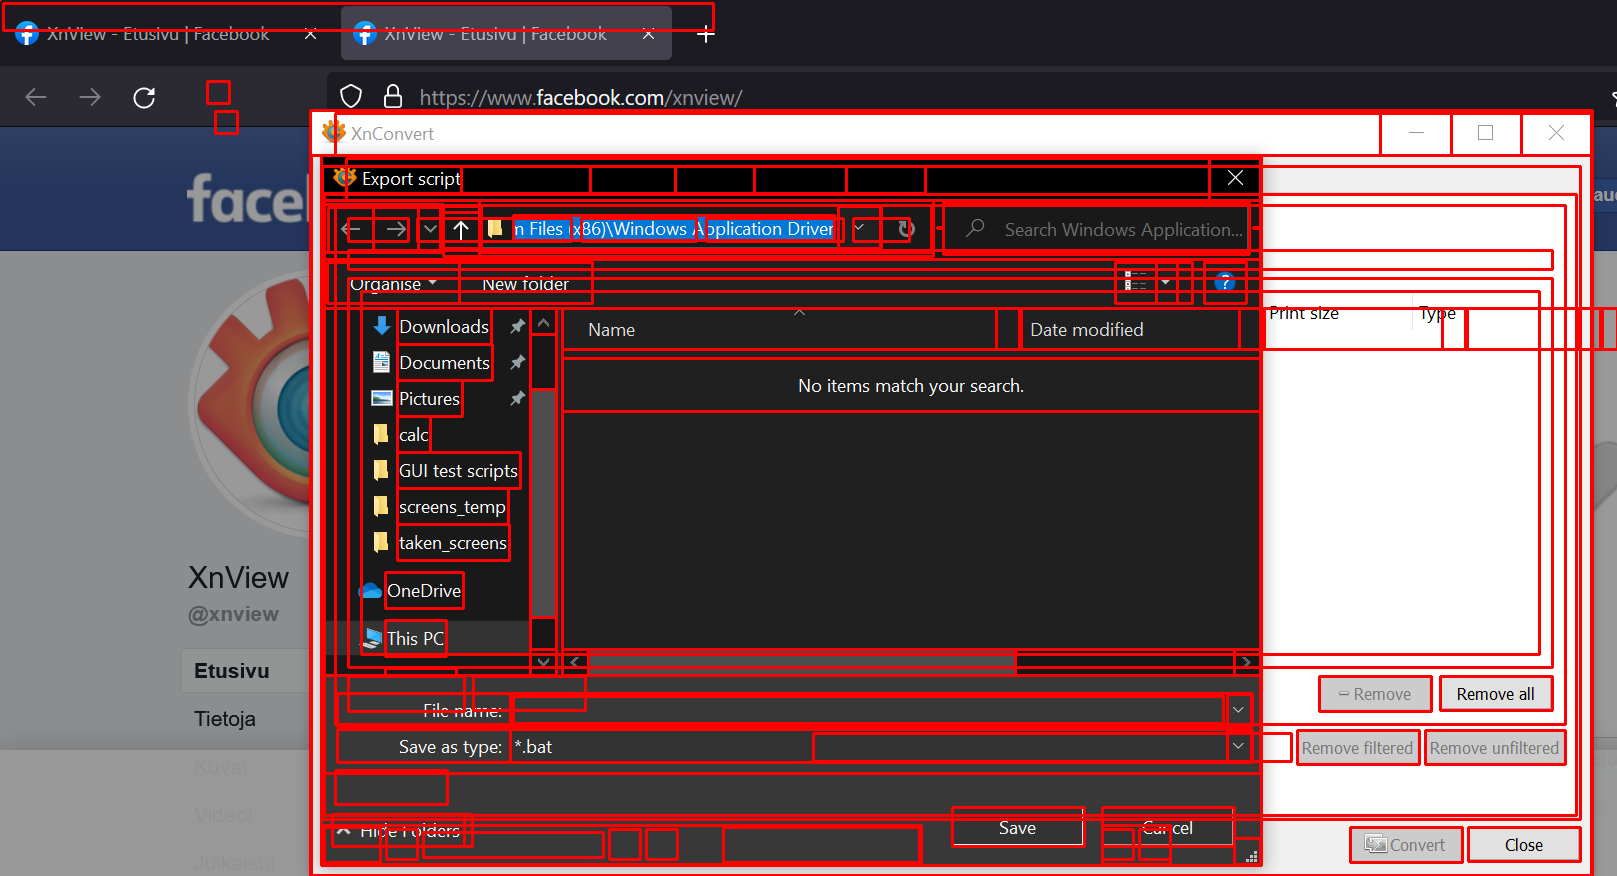 XnView - Etusivu | Facebook
XnView - Etusivu | Facebook
https://www.facebook.com/xnview/
XnConvert
Export script
n Files (x86)\Windows Application Driver
Search Windows Application...
Organise
New folder
Print size
Type
Name
Date modified
Downloads
Documents
Pictures
calc
GUI test scripts
screens_temp
taken_screens
OneDrive
This PC
No items match your search.
XnView
@xnview
Etusivu
Tietoja
Kuvat
Videot
Julkaisut
Remove
Remove all
File name:
Save as type:
*.bat
Remove filtered
Remove unfiltered
Hide Folders
Save
Cancel
Convert
Close